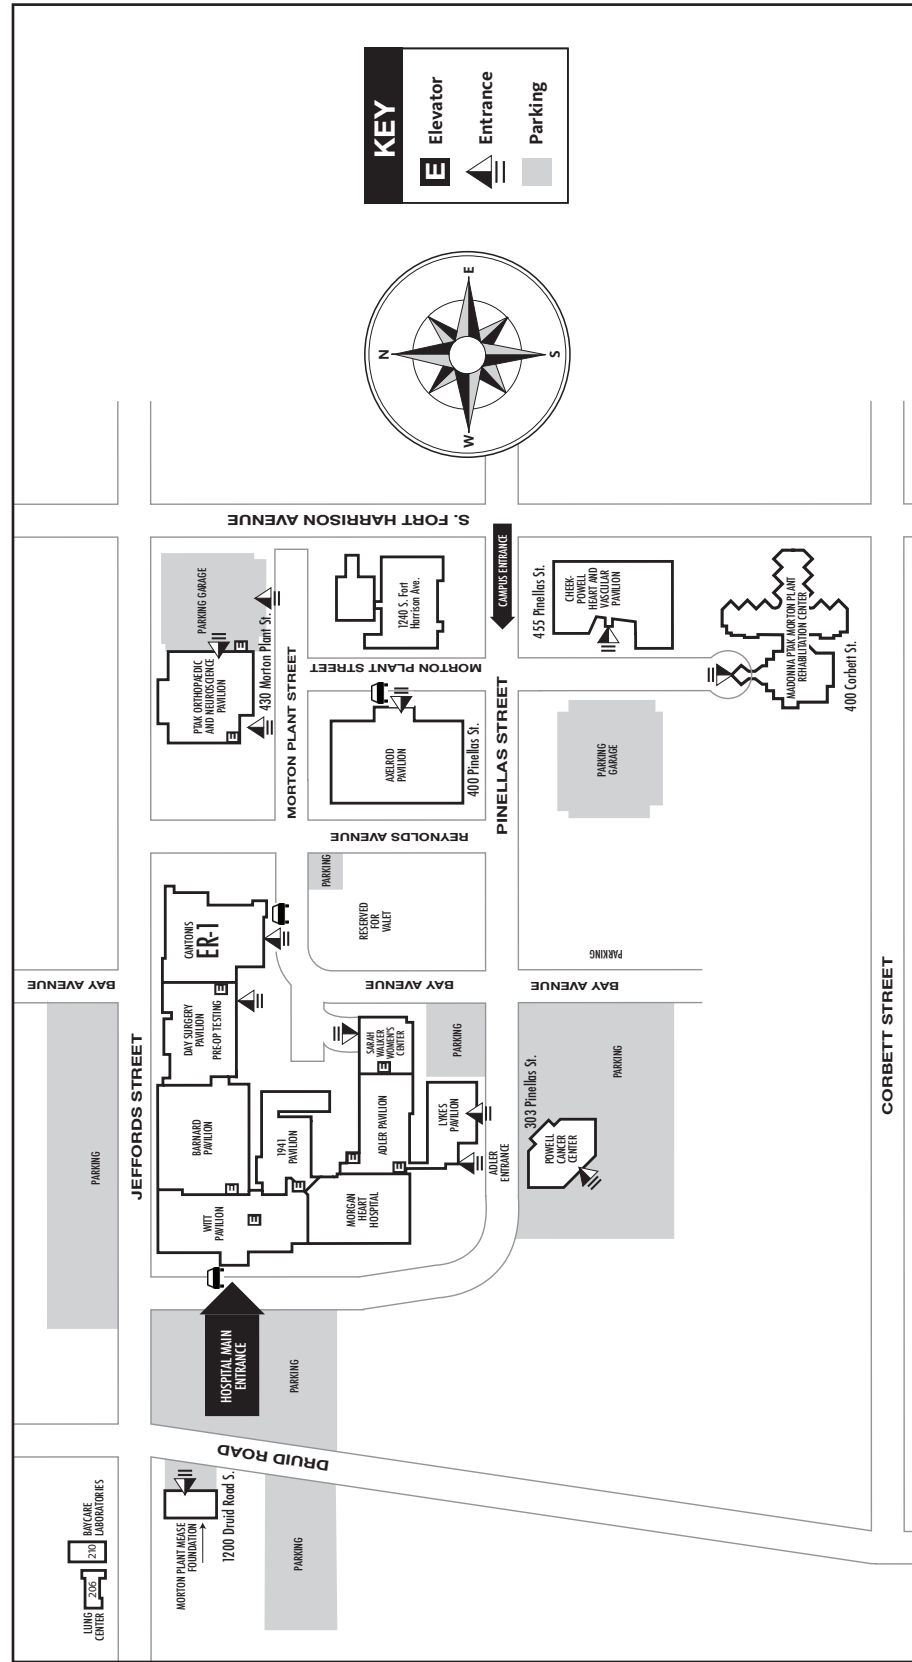 KEY
E Elevator
Entrance
Parking
N
E
S
W
LUNG
CENTER
206
210
BAYCARE
LABORATORIES
PARKING
BAY AVENUE
JEFFORDS STREET
MORTON PLANT MEASE
FOUNDATION
1200 Druid Road S.
PARKING
DRUID ROAD
PARKING
HOSPITAL MAIN
ENTRANCE
WITT
PAVILION
E
E
BARNARD
PAVILION
DAY SURGERY
PAVILION
PRE-OP TESTING
E
CANTONIS
ER-1
1941
PAVILION
E
MORGAN
HEART
HOSPITAL
E
E
ADLER PAVILION
SARAH
WALKER
WOMEN'S
CENTER
E
LYKES
PAVILION
ADLER
ENTRANCE
PARKING
BAY AVENUE
RESERVED
FOR
VALET
PARKING
REYNOLDS AVENUE
PTAK ORTHOPAEDIC
AND NEUROSCIENCE
PAVILION
E
E
PARKING GARAGE
430 Morton Plant St.
MORTON PLANT STREET
AXELROD
PAVILION
400 Pinellas St.
MORTON PLANT STREET
1240 S. Fort
Harrison Ave.
S. FORT HARRISON AVENUE
PINELLAS STREET
CAMPUS ENTRANCE
303 Pinellas St.
POWELL
CANCER
CENTER
PARKING
BAY AVENUE
PARKING
PARKING
GARAGE
455 Pinellas St.
CHEEK-
POWELL
HEART AND
VASCULAR
PAVILION
MADONNA PTAK MORTON PLANT
REHABILITATION CENTER
400 Corbett St.
CORBETT STREET